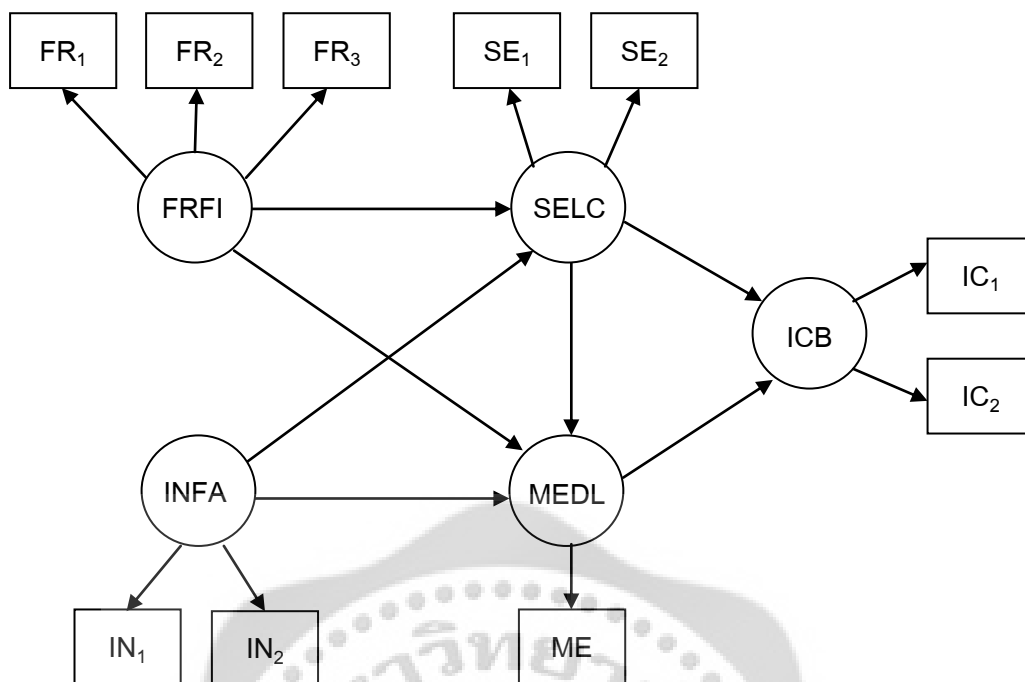 FR₁ FR₂ FR₃ SE₁ SE₂
FRFI SELC
IC₁
ICB
IC₂
INFA MEDL
IN₁ IN₂ ME